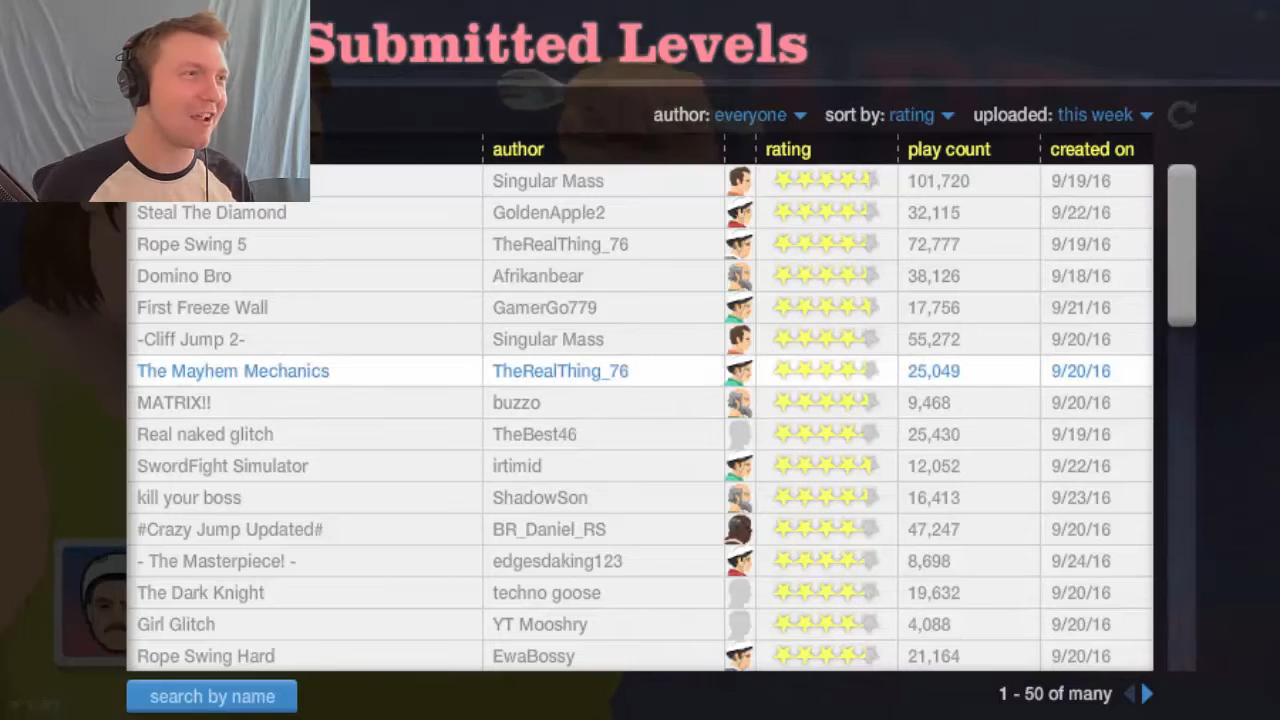 Submitted Levels
author: everyone sort by: rating uploaded: this week
author rating play count created on
Singular Mass 101,720 9/19/16
Steal The Diamond GoldenApple2 32,115 9/22/16
Rope Swing 5 TheRealThing_76 72,777 9/19/16
Domino Bro Afrikanbear 38,126 9/18/16
First Freeze Wall GamerGo779 17,756 9/21/16
-Cliff Jump 2- Singular Mass 55,272 9/20/16
The Mayhem Mechanics TheRealThing_76 25,049 9/20/16
MATRIX!! buzzo 9,468 9/20/16
Real naked glitch TheBest46 25,430 9/19/16
SwordFight Simulator irtimid 12,052 9/22/16
kill your boss ShadowSon 16,413 9/23/16
#Crazy Jump Updated# BR_Daniel_RS 47,247 9/20/16
- The Masterpiece! - edgesdaking123 8,698 9/24/16
The Dark Knight techno goose 19,632 9/20/16
Girl Glitch YT Mooshry 4,088 9/20/16
Rope Swing Hard EwaBossy 21,164 9/20/16
search by name 1 - 50 of many